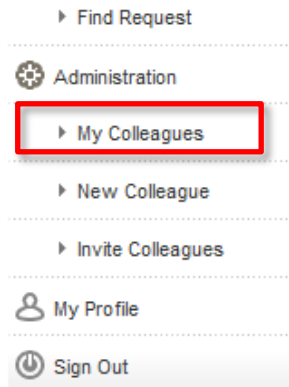 Find Request
Administration
My Colleagues
New Colleague
Invite Colleagues
My Profile
Sign Out